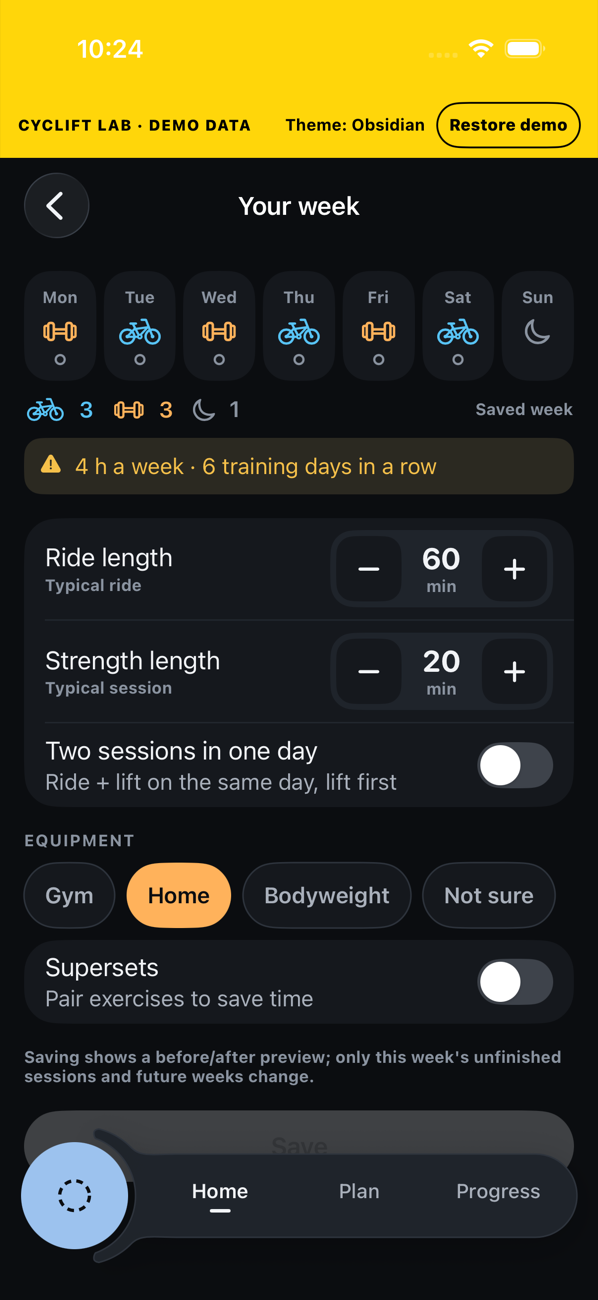 10:24
CYCLIFT LAB · DEMO DATA
Theme: Obsidian
Restore demo
Your week
Mon Tue Wed Thu Fri Sat Sun
3 3 1
Saved week
4 h a week · 6 training days in a row
Ride length
Typical ride
60
min
Strength length
Typical session
20
min
Two sessions in one day
Ride + lift on the same day, lift first
EQUIPMENT
Gym Home Bodyweight Not sure
Supersets
Pair exercises to save time
Saving shows a before/after preview; only this week's unfinished
sessions and future weeks change.
Save
Home Plan Progress